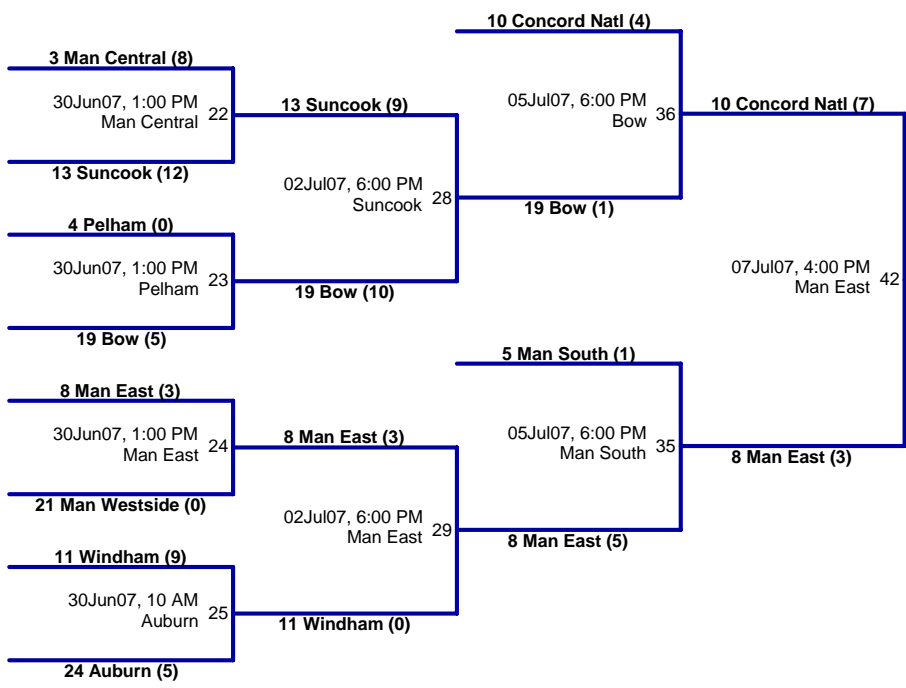 10 Concord Natl (4)
3 Man Central (8)
30Jun07, 1:00 PM
Man Central
22
13 Suncook (9)
05Jul07, 6:00 PM
Bow
36
10 Concord Natl (7)
13 Suncook (12)
02Jul07, 6:00 PM
Suncook
28
19 Bow (1)
4 Pelham (0)
30Jun07, 1:00 PM
Pelham
23
19 Bow (10)
07Jul07, 4:00 PM
Man East
42
19 Bow (5)
5 Man South (1)
8 Man East (3)
30Jun07, 1:00 PM
Man East
24
8 Man East (3)
05Jul07, 6:00 PM
Man South
35
8 Man East (3)
21 Man Westside (0)
02Jul07, 6:00 PM
Man East
29
8 Man East (5)
11 Windham (9)
30Jun07, 10 AM
Auburn
25
11 Windham (0)
24 Auburn (5)